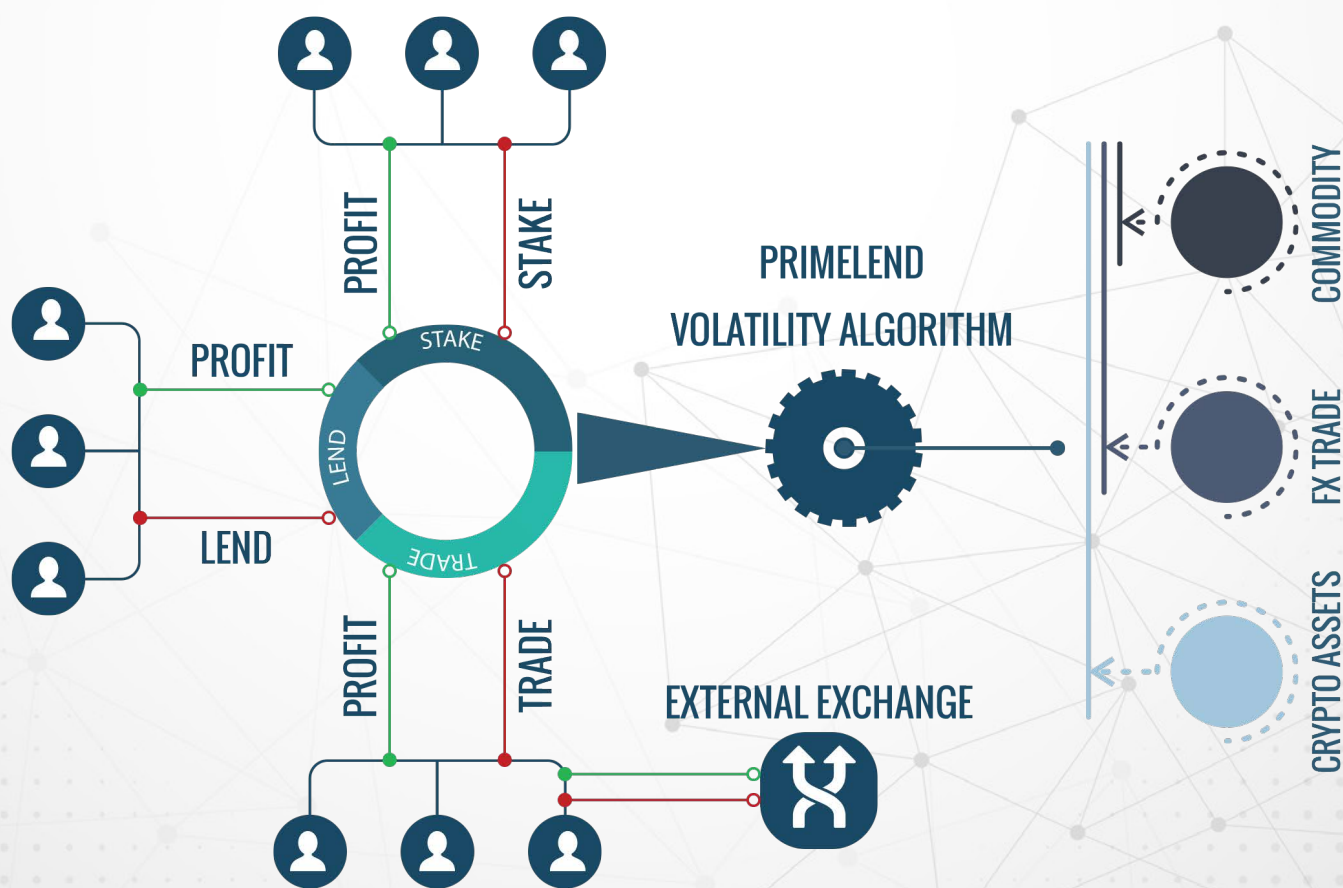 PROFIT
STAKE
PRIMELEND
VOLATILITY ALGORITHM
COMMODITY
STAKE
PROFIT
LEND
LEND
TRADE
FX TRADE
PROFIT
TRADE
EXTERNAL EXCHANGE
CRYPTO ASSETS